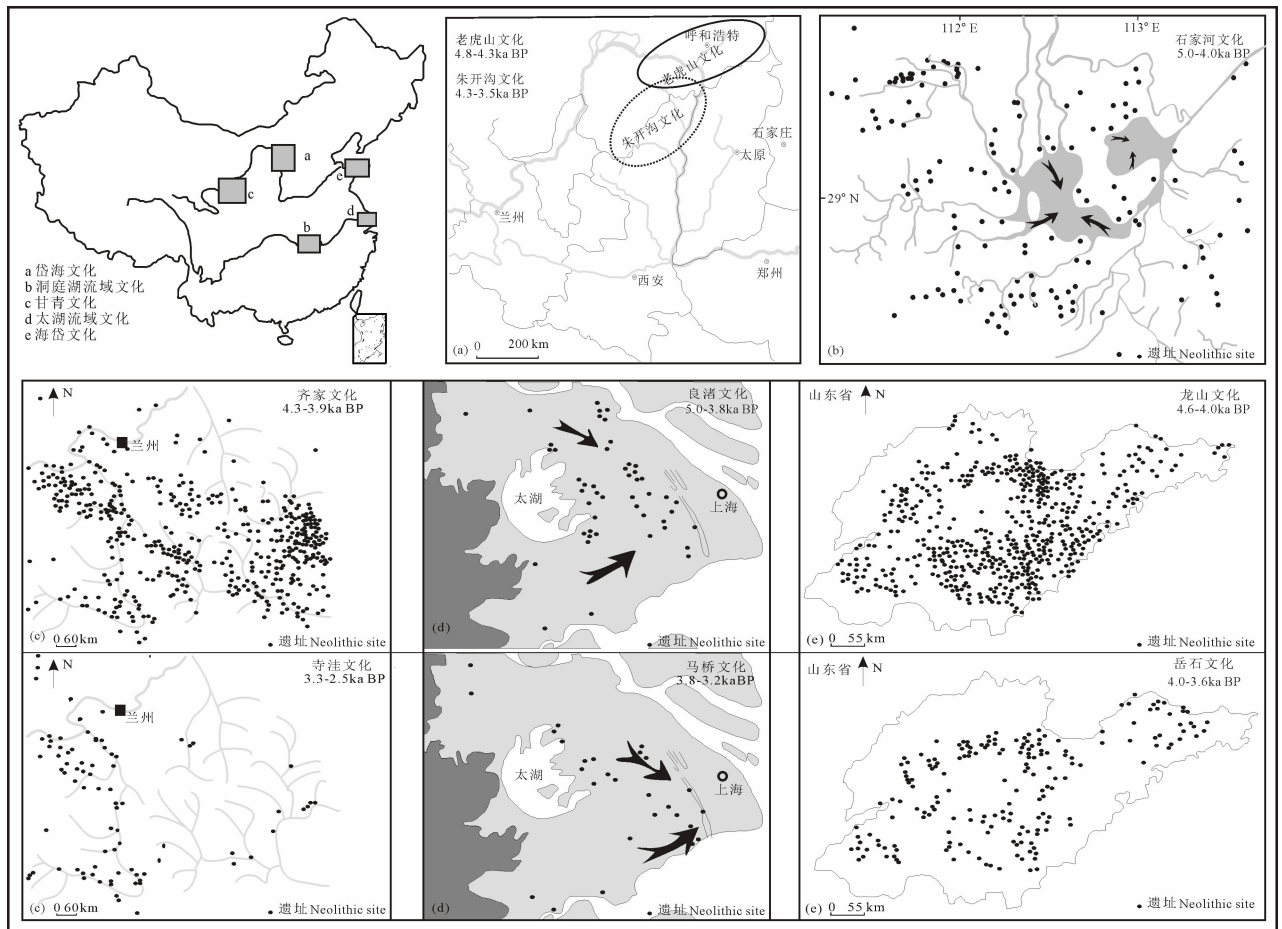 a
e
c
d
b
a 岱海文化
b 洞庭湖流域文化
c 甘青文化
d 太湖流域文化
e 海岱文化
老虎山文化
4.8-4.3ka BP
朱开沟文化
4.3-3.5ka BP
呼和浩特
老虎山文化
朱开沟文化
石家庄
太原
兰州
郑州
西安
(a) 0 200 km
112° E 113° E
石家河文化
5.0-4.0ka BP
29° N
(b) 遗址 Neolithic site
N
齐家文化
4.3-3.9ka BP
兰州
(c) 0 60km 遗址 Neolithic site
良渚文化
5.0-3.8ka BP
太湖
上海
(d) 遗址 Neolithic site
山东省 N
龙山文化
4.6-4.0ka BP
(e) 0 55 km 遗址 Neolithic site
N
寺洼文化
3.3-2.5ka BP
兰州
(c) 0 60km 遗址 Neolithic site
马桥文化
3.8-3.2kaBP
太湖
上海
(d) 遗址 Neolithic site
山东省 N
岳石文化
4.0-3.6ka BP
(e) 0 55 km 遗址 Neolithic site